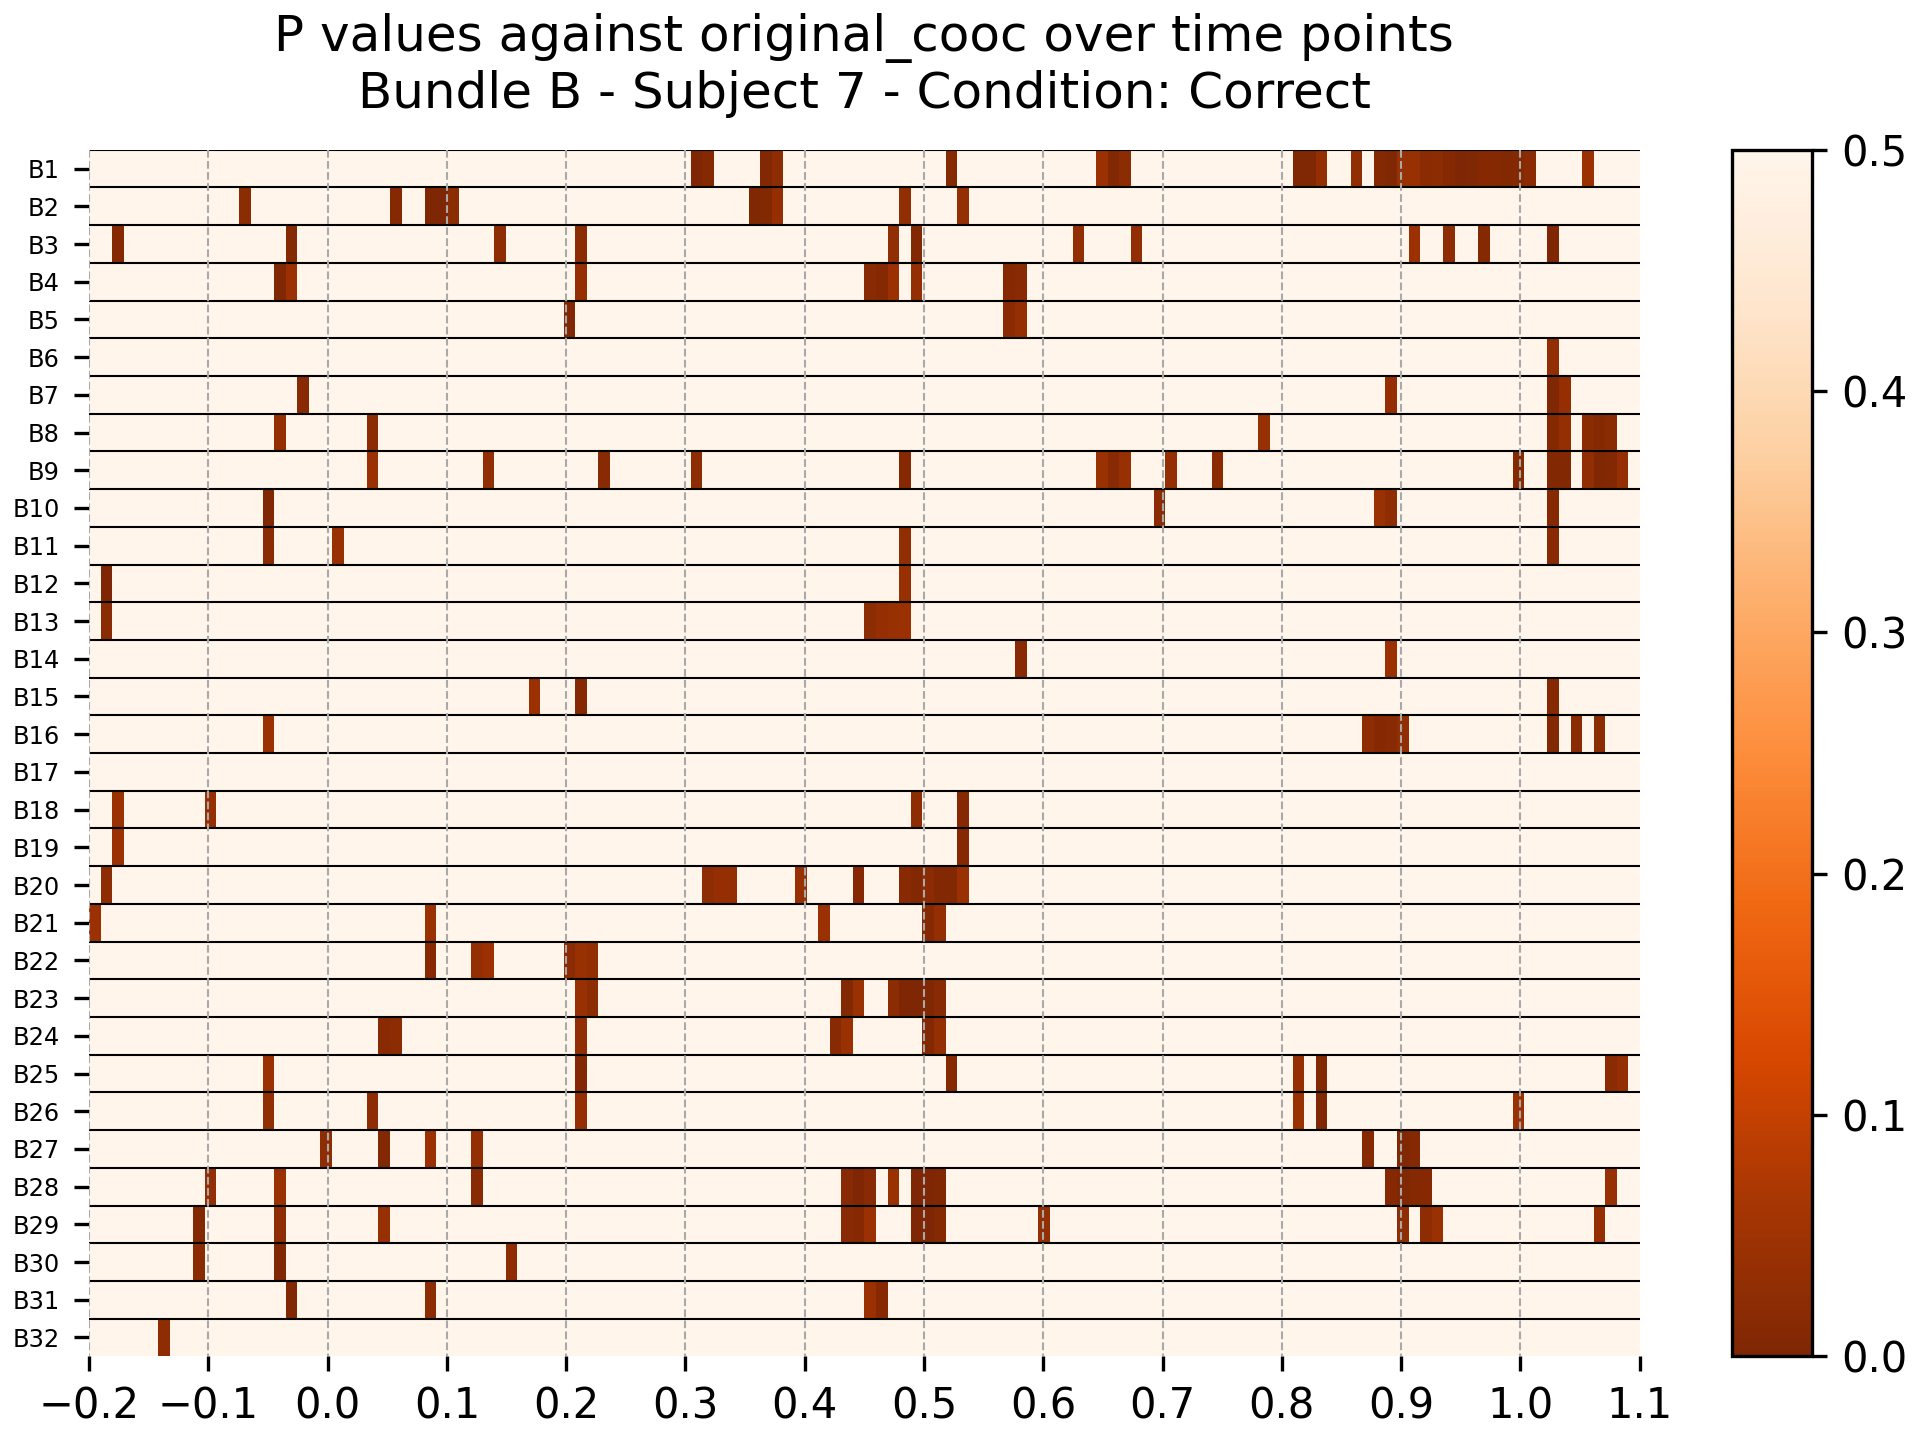 P values against original_cooc over time points
Bundle B - Subject 7 - Condition: Correct
B1
B2
B3
B4
B5
B6
B7
B8
B9
B10
B11
B12
B13
B14
B15
B16
B17
B18
B19
B20
B21
B22
B23
B24
B25
B26
B27
B28
B29
B30
B31
B32
−0.2 −0.1 0.0 0.1 0.2 0.3 0.4 0.5 0.6 0.7 0.8 0.9 1.0 1.1
0.5
0.4
0.3
0.2
0.1
0.0